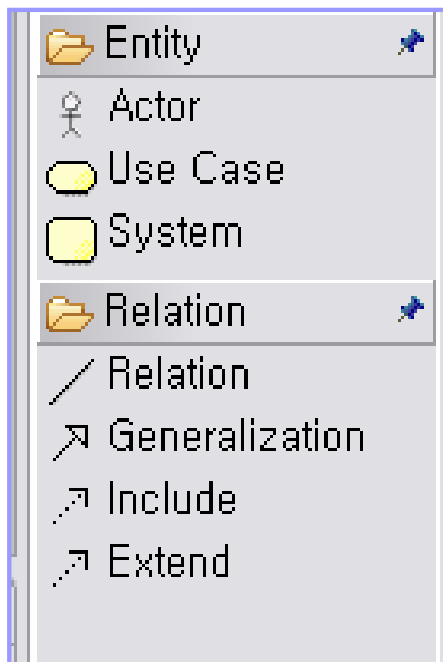 Entity
Actor
Use Case
System
Relation
Relation
Generalization
Include
Extend